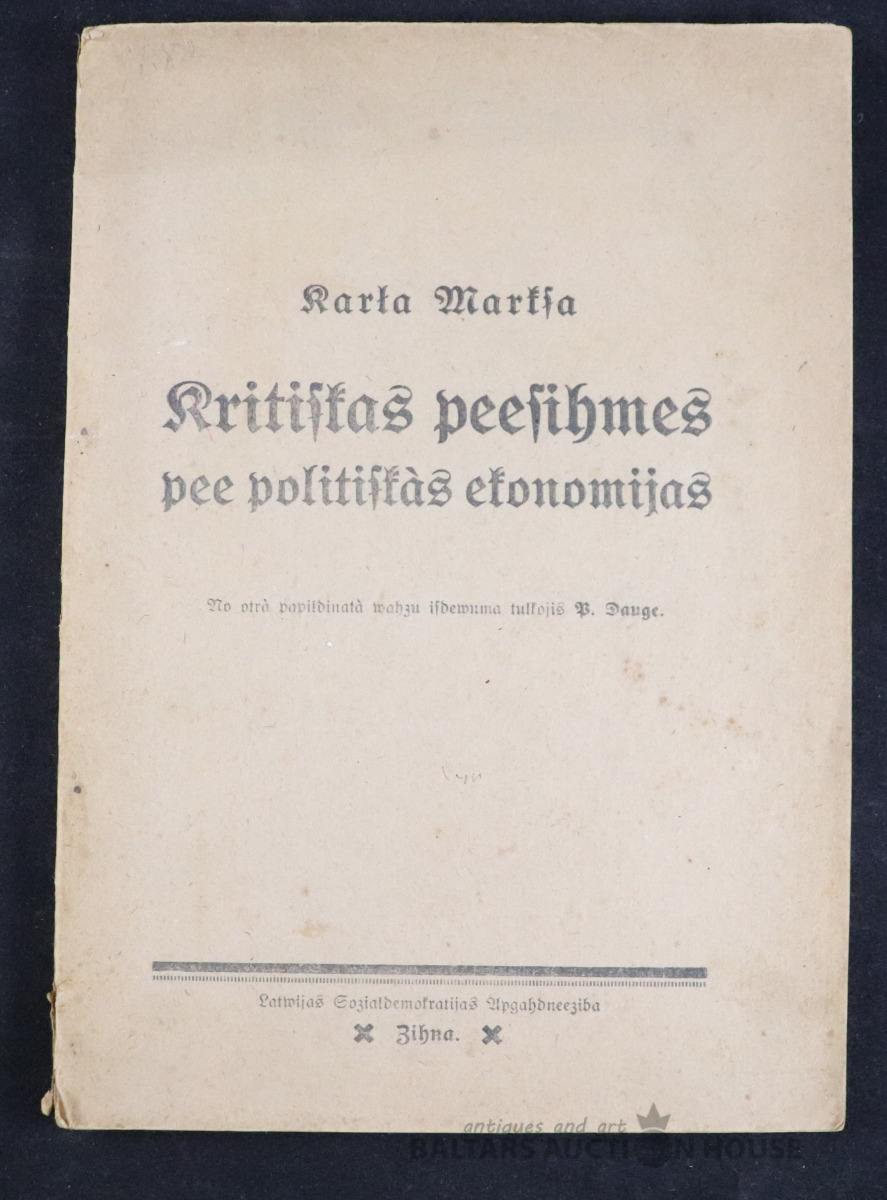 Karła Markſa
Kritiſkas peeſihmes
pee politiſkàs ekonomijas
No otrà papildinatà wahzu iſdewuma tulkojis P. Dauge.
Latwijas Sozialdemokratijas Apgahdneeziba
Zihna.
antiques and art
BALTARS AUCTION HOUSE